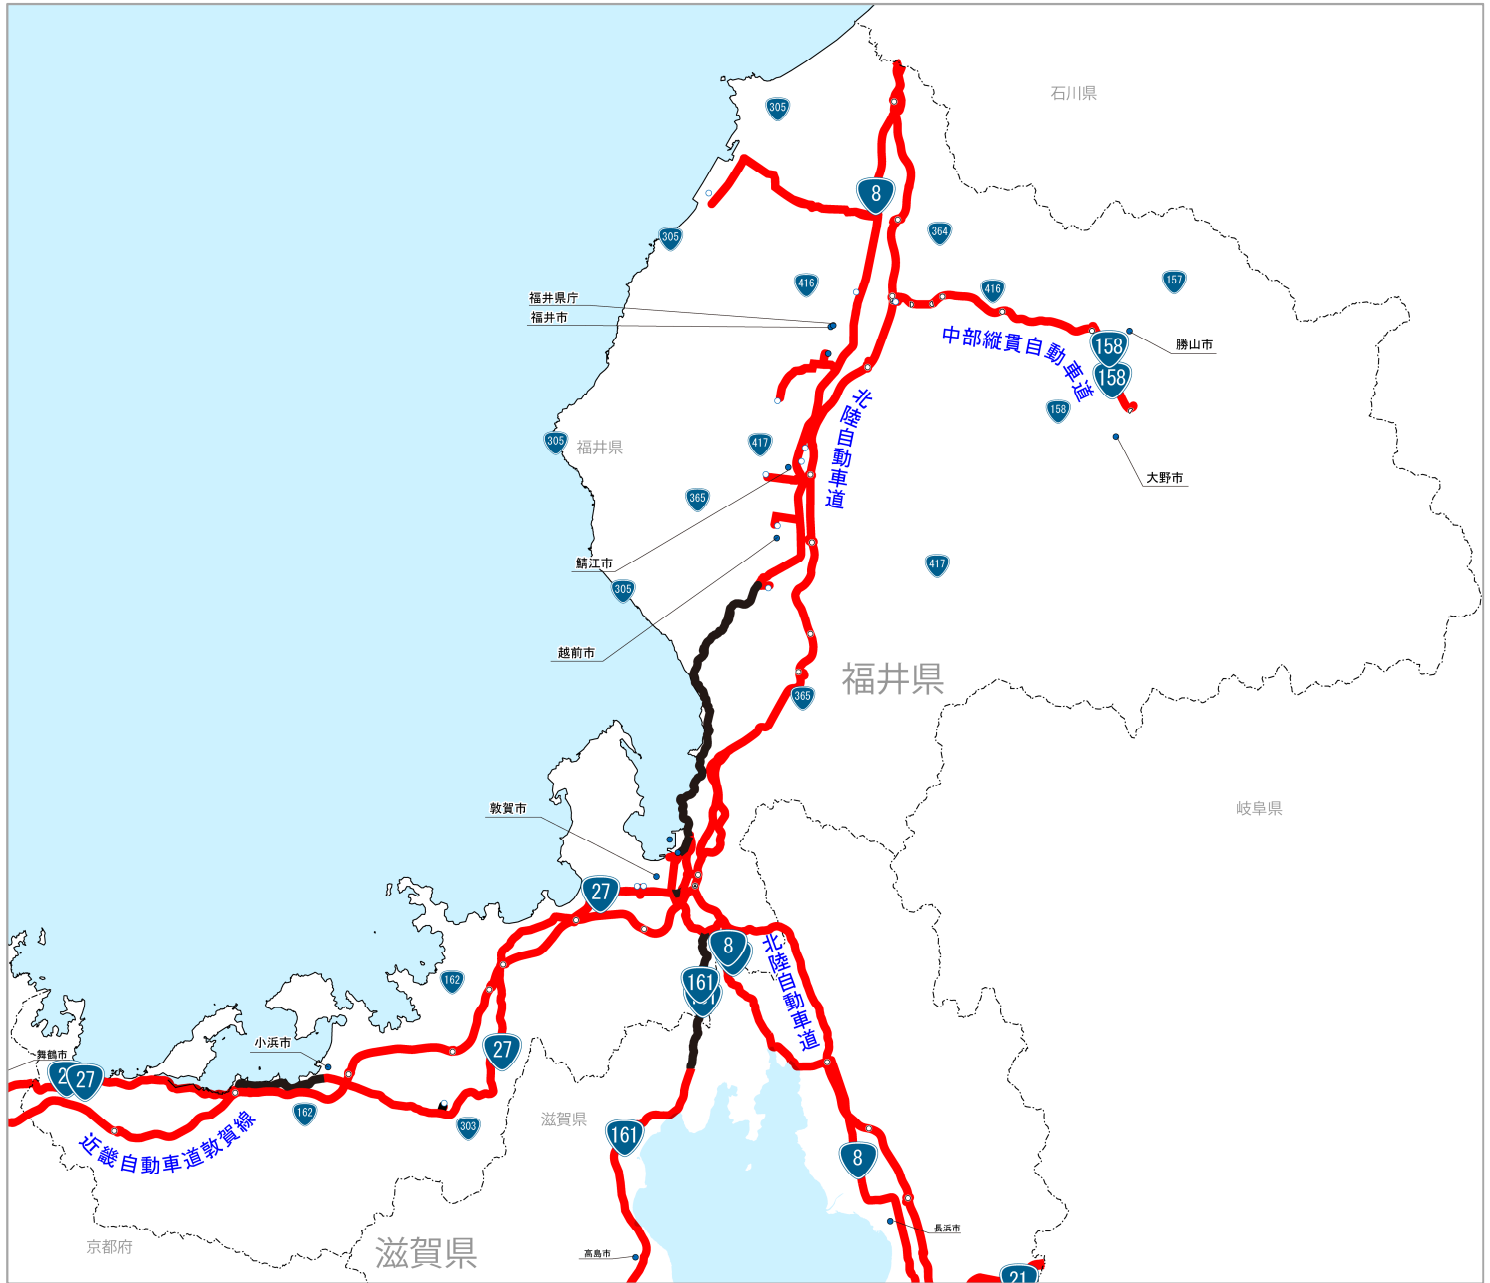 石川県
305
8
305
364
157
416
416
福井県庁
福井市
中部縦貫自動車道
158
勝山市
158
北陸自動車道
158
305
417
福井県
大野市
365
鯖江市
417
305
越前市
福井県
365
敦賀市
岐阜県
27
8
北陸自動車道
162
161
小浜市
舞鶴市
27
27
162
303
滋賀県
161
近畿自動車道敦賀線
8
京都府
滋賀県
高島市
長浜市
21